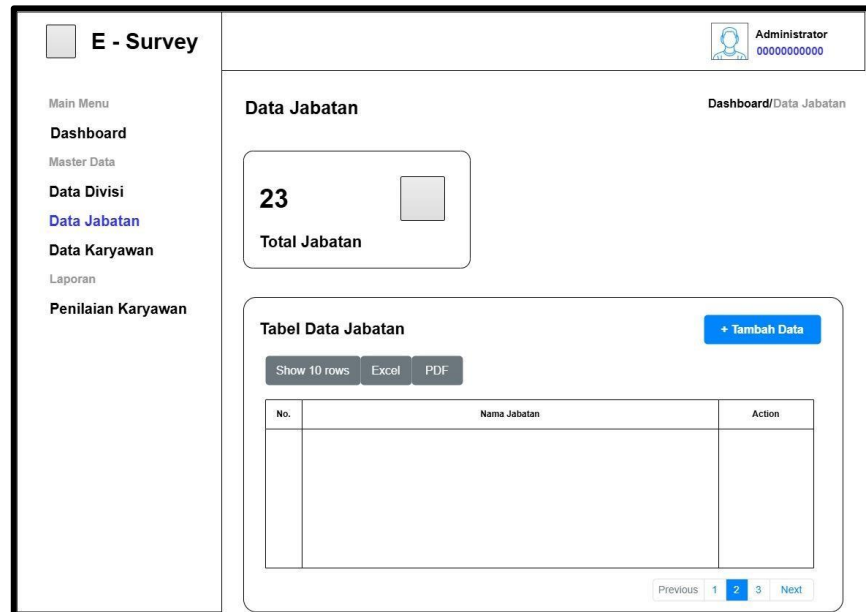 E - Survey
Administrator
00000000000
Main Menu
Dashboard
Master Data
Data Divisi
Data Jabatan
Data Karyawan
Laporan
Penilaian Karyawan
Data Jabatan
Dashboard/Data Jabatan
23
Total Jabatan
Tabel Data Jabatan
+ Tambah Data
Show 10 rows Excel PDF
No. Nama Jabatan Action
Previous 1 2 3 Next